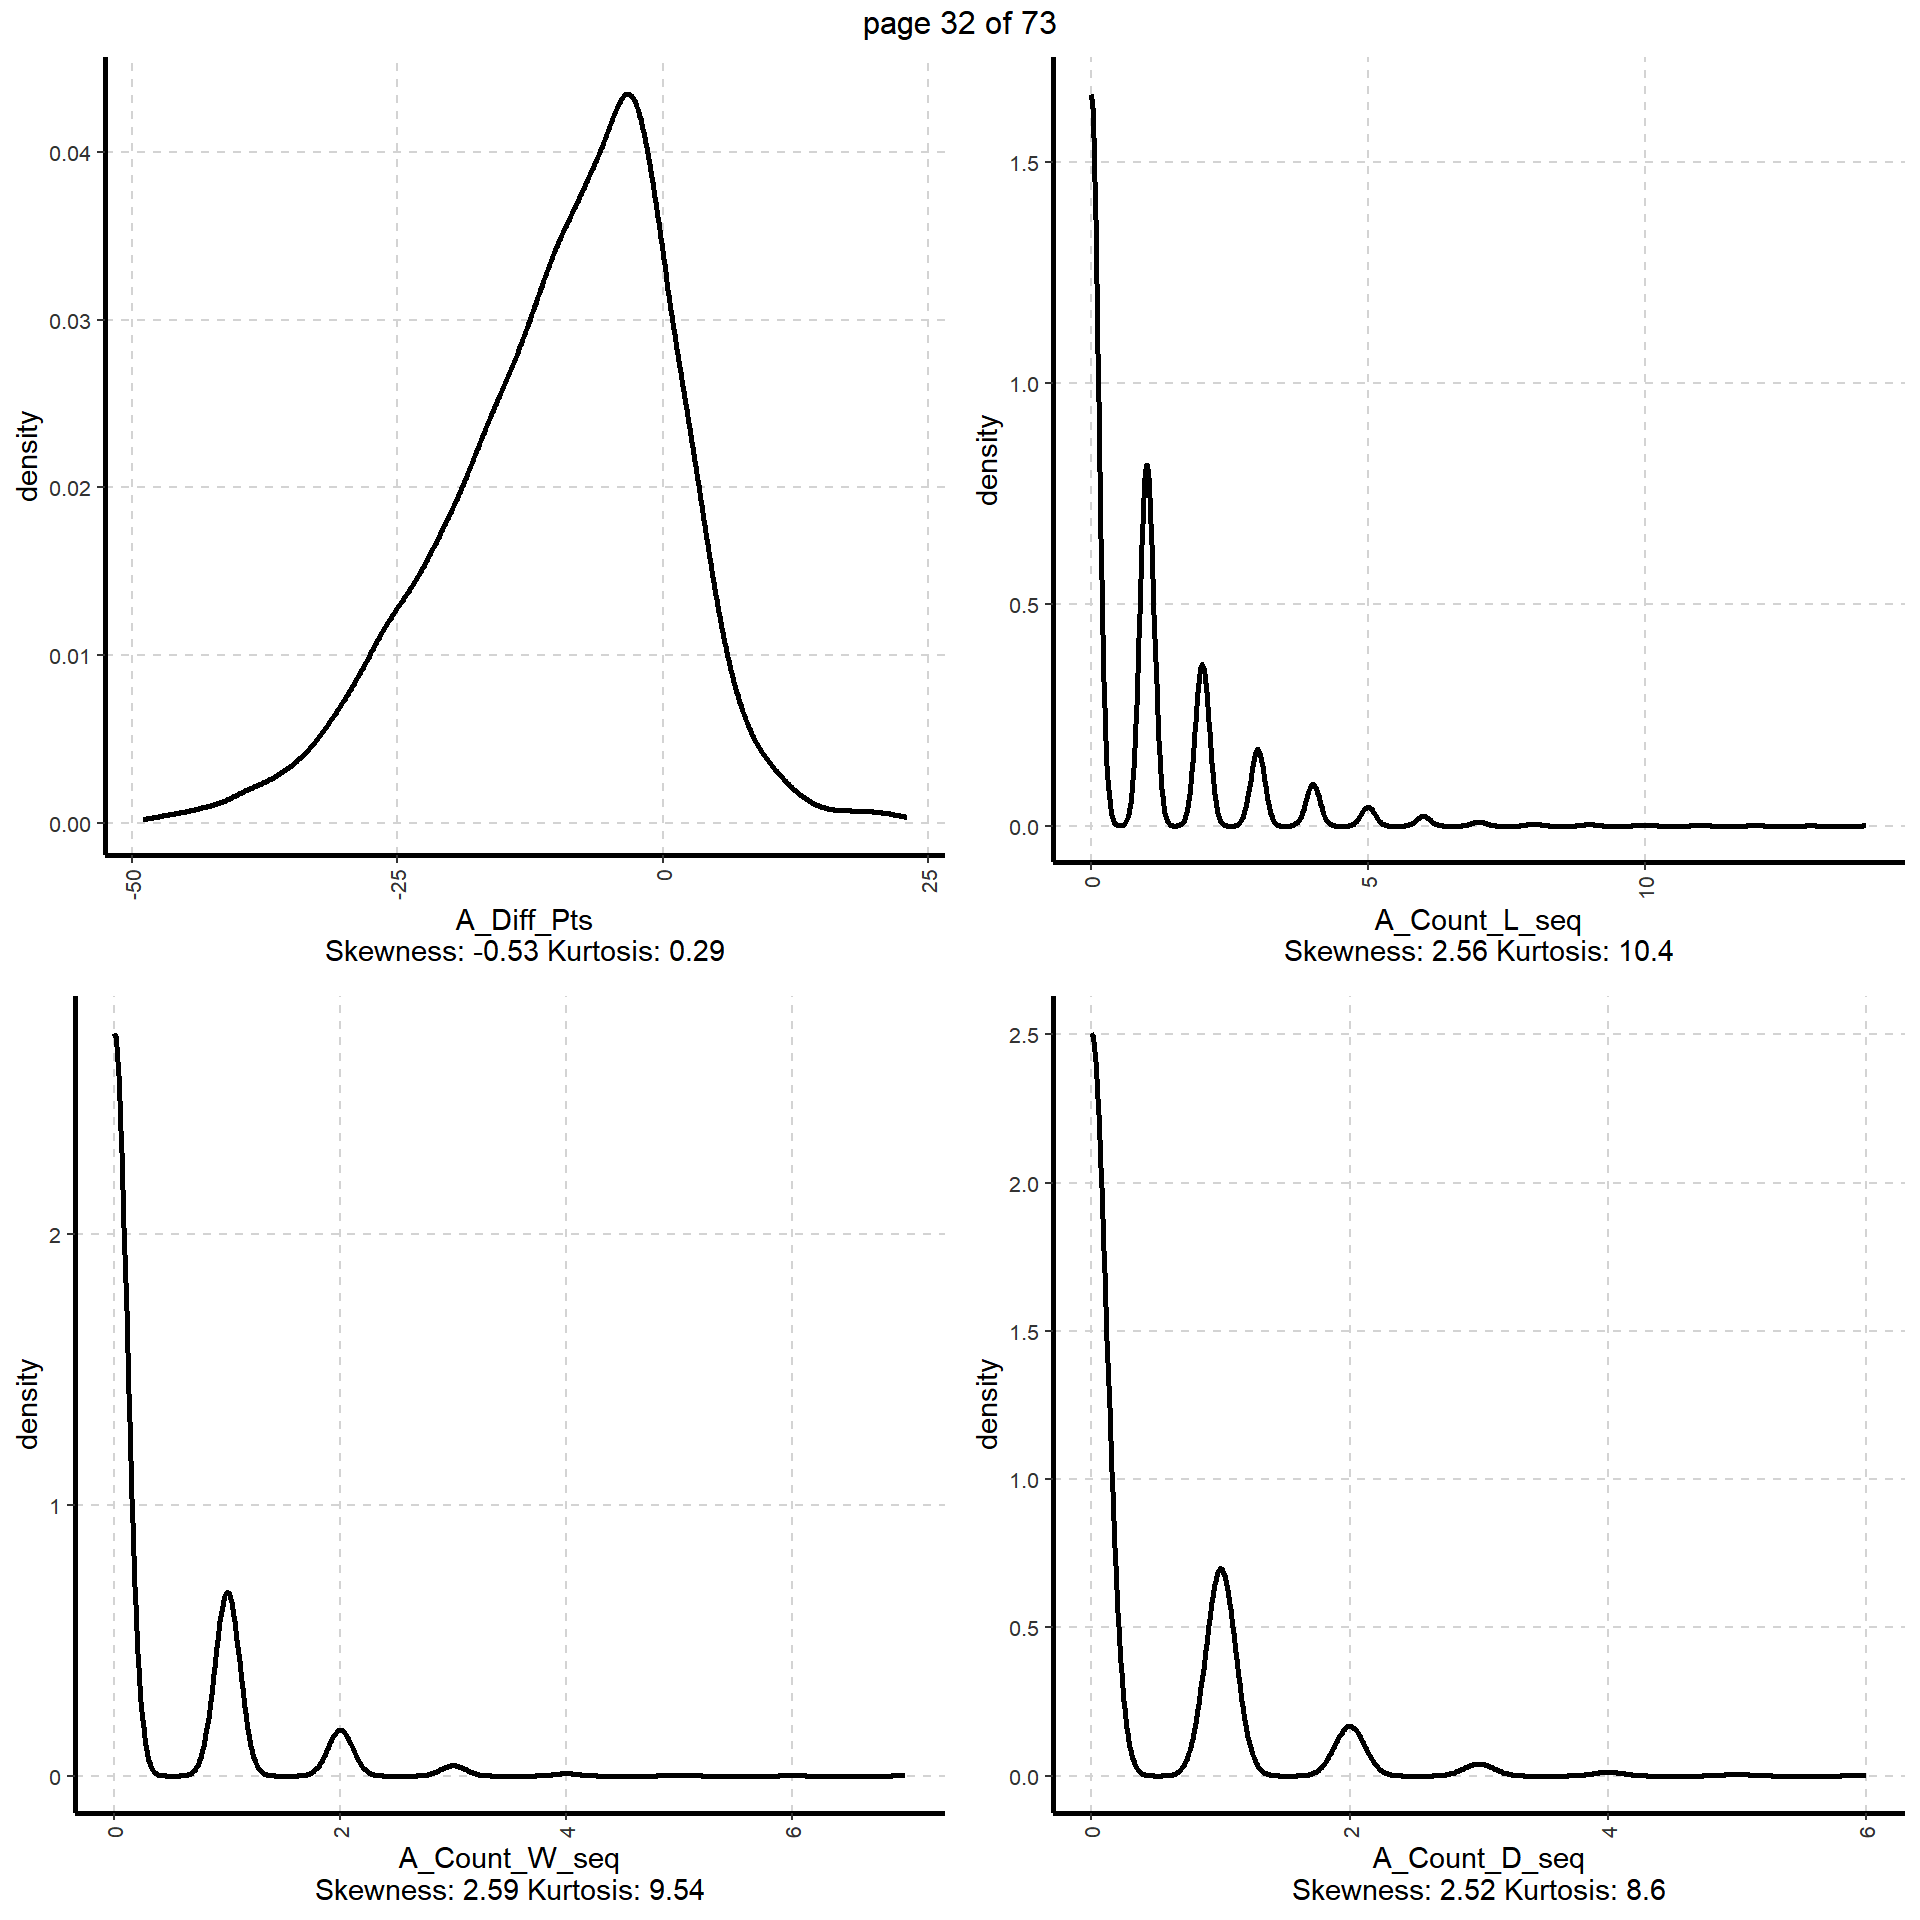 page 32 of 73
density
0.04
0.03
0.02
0.01
0.00
-50
-25
0
25
A_Diff_Pts
Skewness: -0.53 Kurtosis: 0.29
density
1.5
1.0
0.5
0.0
0
5
10
A_Count_L_seq
Skewness: 2.56 Kurtosis: 10.4
density
2
1
0
0
2
4
6
A_Count_W_seq
Skewness: 2.59 Kurtosis: 9.54
density
2.5
2.0
1.5
1.0
0.5
0.0
0
2
4
6
A_Count_D_seq
Skewness: 2.52 Kurtosis: 8.6